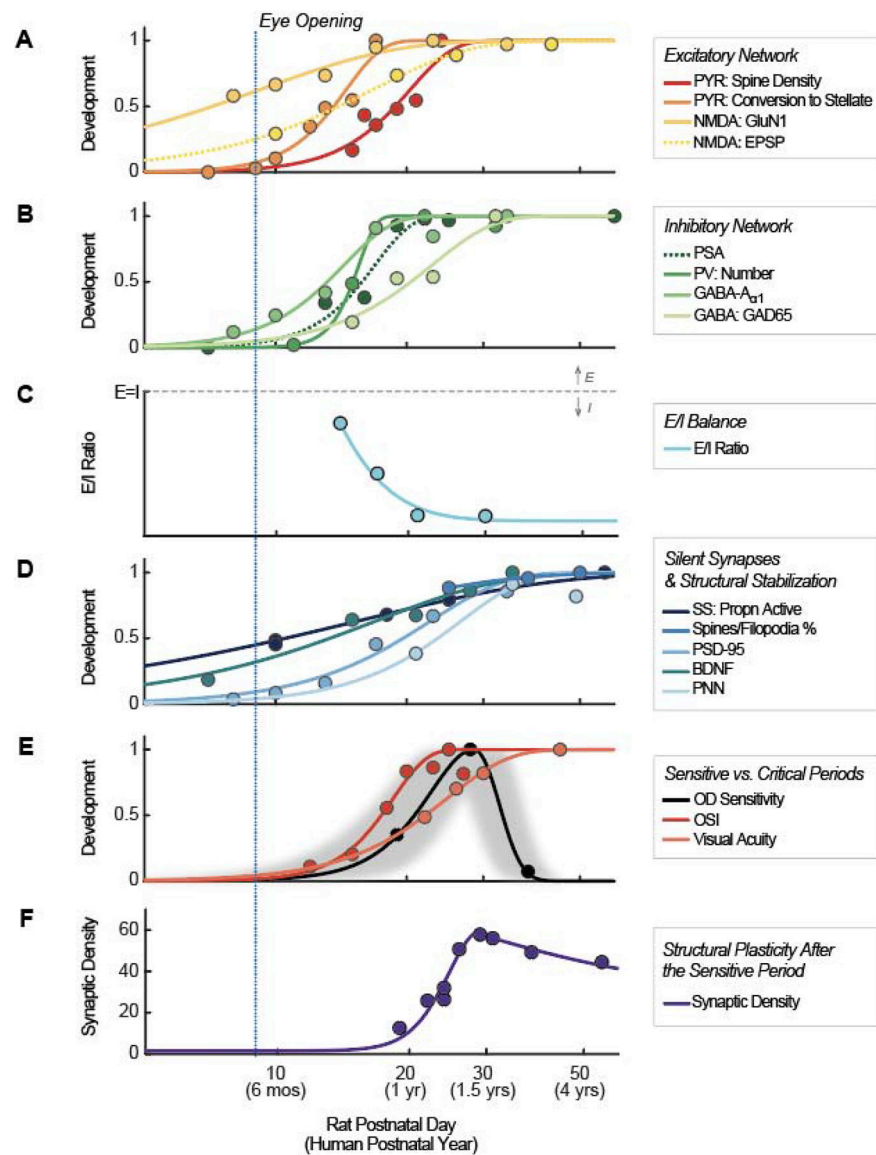 Eye Opening
A
Development
1
0.5
0
Excitatory Network
PYR: Spine Density
PYR: Conversion to Stellate
NMDA: GluN1
NMDA: EPSP
B
Development
1
0.5
0
Inhibitory Network
PSA
PV: Number
GABA-Aα1
GABA: GAD65
C
E=I
E
I
E/I Ratio
E/I Balance
E/I Ratio
D
Development
1
0.5
0
Silent Synapses
& Structural Stabilization
SS: Propn Active
Spines/Filopodia %
PSD-95
BDNF
PNN
E
Development
1
0.5
0
Sensitive vs. Critical Periods
OD Sensitivity
OSI
Visual Acuity
F
Synaptic Density
60
40
20
0
Structural Plasticity After
the Sensitive Period
Synaptic Density
10 20 30 50
(6 mos) (1 yr) (1.5 yrs) (4 yrs)
Rat Postnatal Day
(Human Postnatal Year)